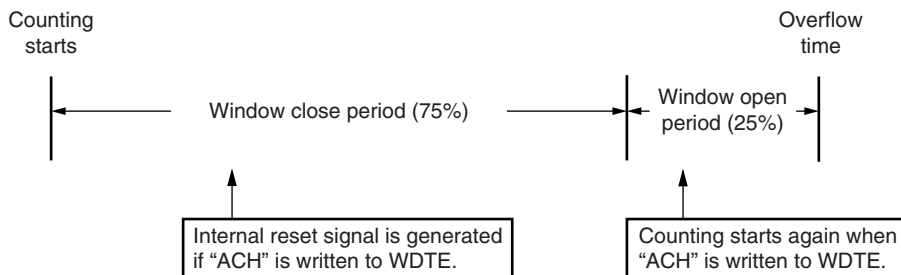 Counting
starts
Overflow
time
Window close period (75%)
Window open
period (25%)
Internal reset signal is generated
if “ACH” is written to WDTE.
Counting starts again when
“ACH” is written to WDTE.